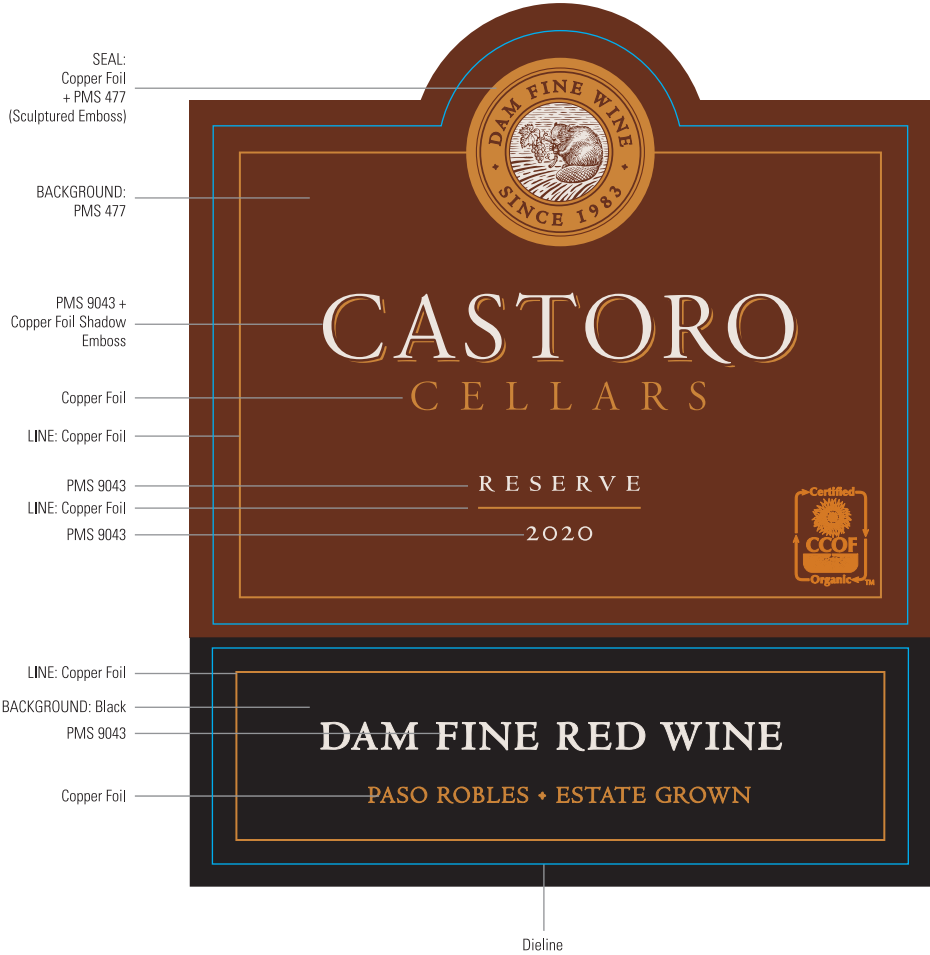 SEAL:
Copper Foil
+ PMS 477
(Sculptured Emboss)
DAM FINE WINE
• SINCE 1983 •
BACKGROUND:
PMS 477
PMS 9043 +
Copper Foil Shadow
Emboss
CASTORO
Copper Foil
CELLARS
LINE: Copper Foil
PMS 9043
RESERVE
LINE: Copper Foil
PMS 9043
2020
Certified
CCOF
Organic
TM
LINE: Copper Foil
BACKGROUND: Black
PMS 9043
DAM FINE RED WINE
Copper Foil
PASO ROBLES • ESTATE GROWN
Dieline